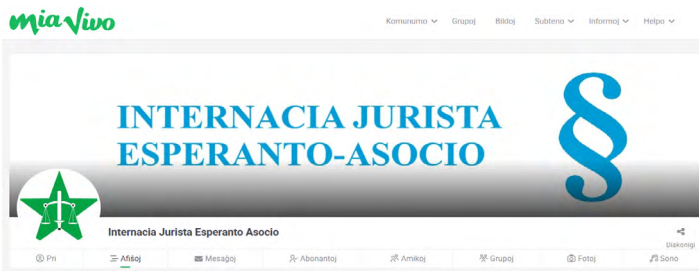 mia vivo
Komunumo Grupoj Bildoj Subteno Informoj Helpo
INTERNACIA JURISTA
ESPERANTO-ASOCIO
§
Internacia Jurista Esperanto Asocio
Diskonigi
Pri Afiŝoj Mesaĝoj Abonantoj Amikoj Grupoj Fotoj Sono